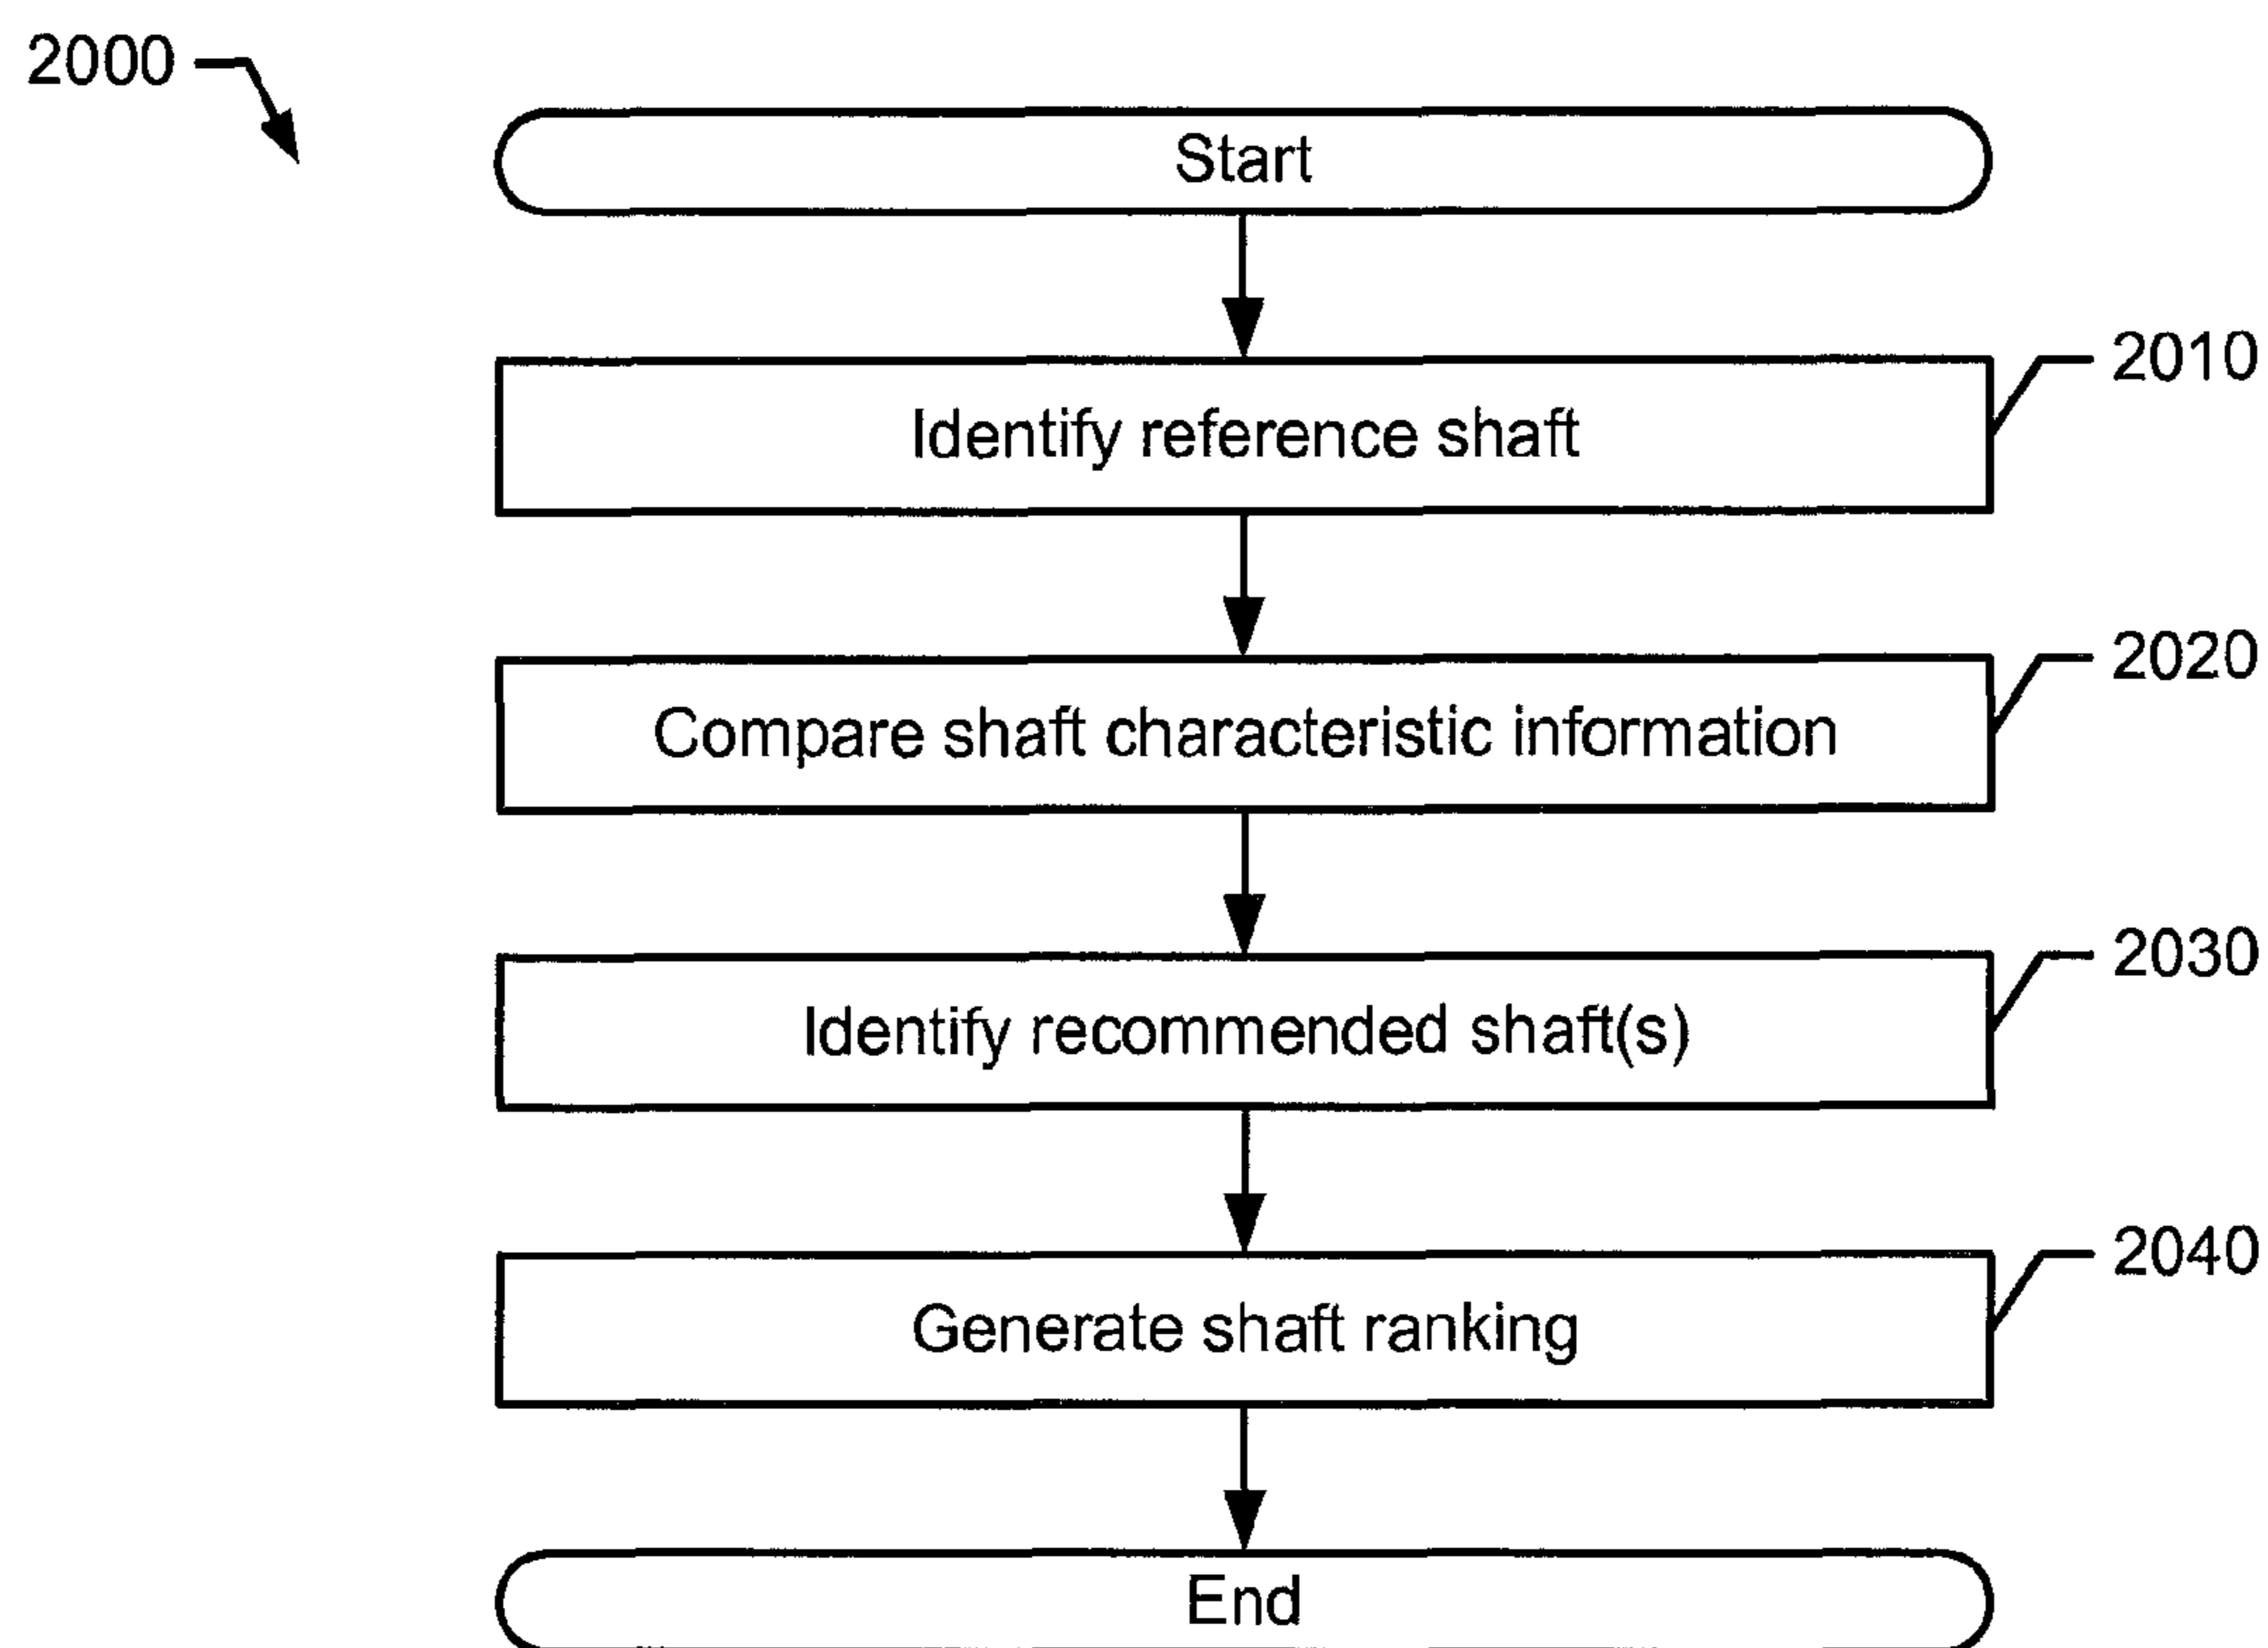 2000
Start
Identify reference shaft
2010
Compare shaft characteristic information
2020
Identify recommended shaft(s)
2030
Generate shaft ranking
2040
End